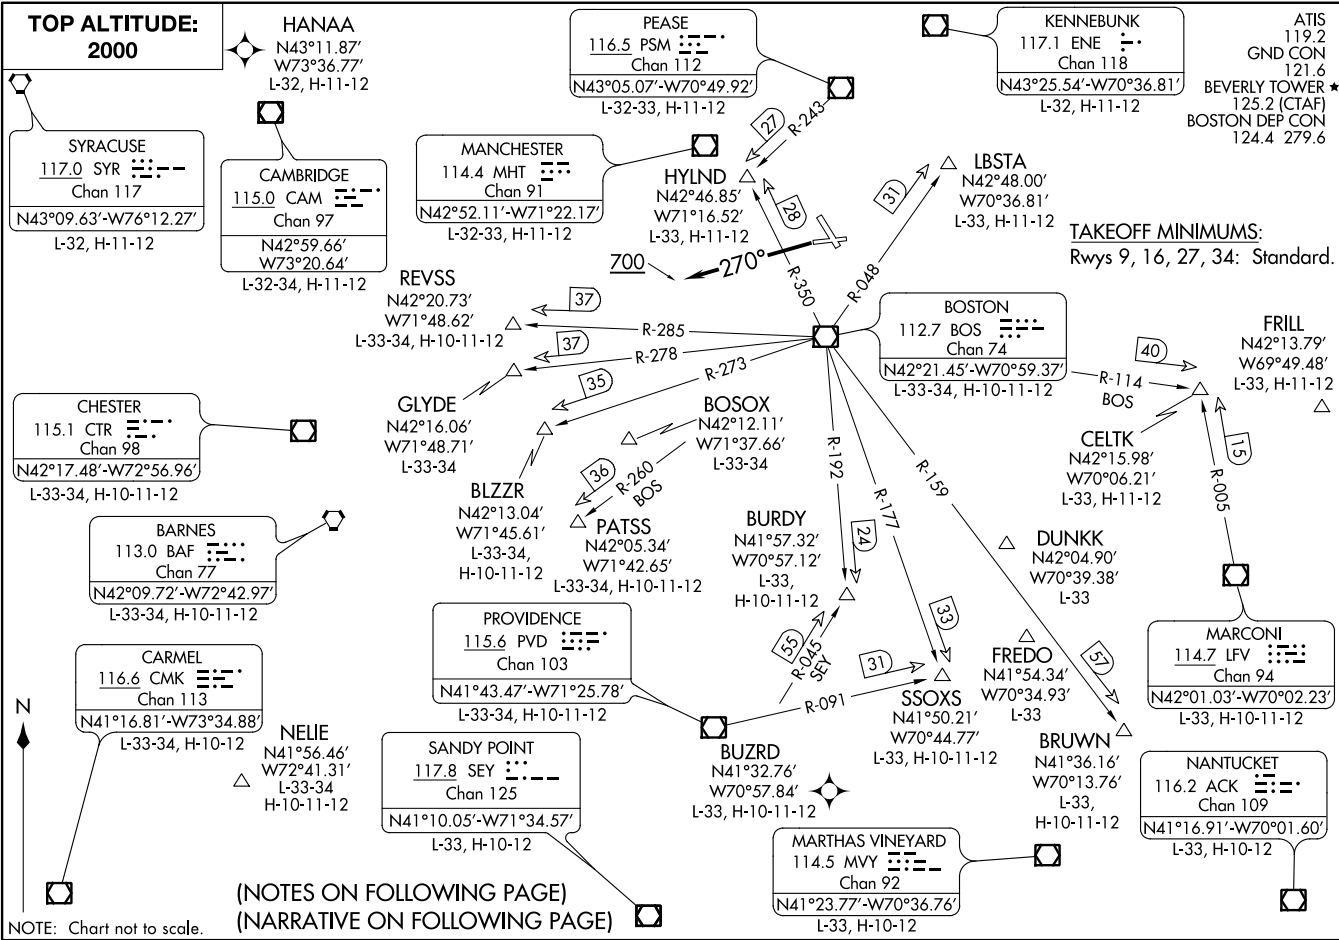 TOP ALTITUDE:
2000
HANAA
N43°11.87′
W73°36.77′
L-32, H-11-12
PEASE
116.5 PSM
Chan 112
N43°05.07′-W70°49.92′
L-32-33, H-11-12
KENNEBUNK
117.1 ENE
Chan 118
N43°25.54′-W70°36.81′
L-32, H-11-12
ATIS
119.2
GND CON
121.6
BEVERLY TOWER ★
125.2 (CTAF)
BOSTON DEP CON
124.4 279.6
SYRACUSE
117.0 SYR
Chan 117
N43°09.63′-W76°12.27′
L-32, H-11-12
CAMBRIDGE
115.0 CAM
Chan 97
N42°59.66′
W73°20.64′
L-32-34, H-11-12
MANCHESTER
114.4 MHT
Chan 91
N42°52.11′-W71°22.17′
L-32-33, H-11-12
27
R-243
HYLND
N42°46.85′
W71°16.52′
L-33, H-11-12
28
R-350
31
R-048
LBSTA
N42°48.00′
W70°36.81′
L-33, H-11-12
TAKEOFF MINIMUMS:
Rwys 9, 16, 27, 34: Standard.
700
270°
REVSS
N42°20.73′
W71°48.62′
L-33-34, H-10-11-12
37
R-285
37
R-278
35
R-273
BOSTON
112.7 BOS
Chan 74
N42°21.45′-W70°59.37′
L-33-34, H-10-11-12
40
R-114
BOS
FRILL
N42°13.79′
W69°49.48′
L-33, H-11-12
GLYDE
N42°16.06′
W71°48.71′
L-33-34
BOSOX
N42°12.11′
W71°37.66′
L-33-34
CHESTER
115.1 CTR
Chan 98
N42°17.48′-W72°56.96′
L-33-34, H-10-11-12
CELTK
N42°15.98′
W70°06.21′
L-33, H-11-12
15
R-005
BLZZR
N42°13.04′
W71°45.61′
L-33-34,
H-10-11-12
36
R-260
BOS
PATSS
N42°05.34′
W71°42.65′
L-33-34, H-10-11-12
R-192
R-177
R-159
BURDY
N41°57.32′
W70°57.12′
L-33,
H-10-11-12
24
BARNES
113.0 BAF
Chan 77
N42°09.72′-W72°42.97′
L-33-34, H-10-11-12
DUNKK
N42°04.90′
W70°39.38′
L-33
PROVIDENCE
115.6 PVD
Chan 103
N41°43.47′-W71°25.78′
L-33-34, H-10-11-12
55
R-045
SEY
33
31
R-091
SSOXS
N41°50.21′
W70°44.77′
L-33, H-10-11-12
FREDO
N41°54.34′
W70°34.93′
L-33
57
BRUWN
N41°36.16′
W70°13.76′
L-33,
H-10-11-12
MARCONI
114.7 LFV
Chan 94
N42°01.03′-W70°02.23′
L-33, H-10-11-12
CARMEL
116.6 CMK
Chan 113
N41°16.81′-W73°34.88′
L-33-34, H-10-12
N
NELIE
N41°56.46′
W72°41.31′
L-33-34
H-10-11-12
SANDY POINT
117.8 SEY
Chan 125
N41°10.05′-W71°34.57′
L-33, H-10-12
BUZRD
N41°32.76′
W70°57.84′
L-33, H-10-11-12
NANTUCKET
116.2 ACK
Chan 109
N41°16.91′-W70°01.60′
L-33, H-10-12
MARTHAS VINEYARD
114.5 MVY
Chan 92
N41°23.77′-W70°36.76′
L-33, H-10-12
(NOTES ON FOLLOWING PAGE)
(NARRATIVE ON FOLLOWING PAGE)
NOTE: Chart not to scale.